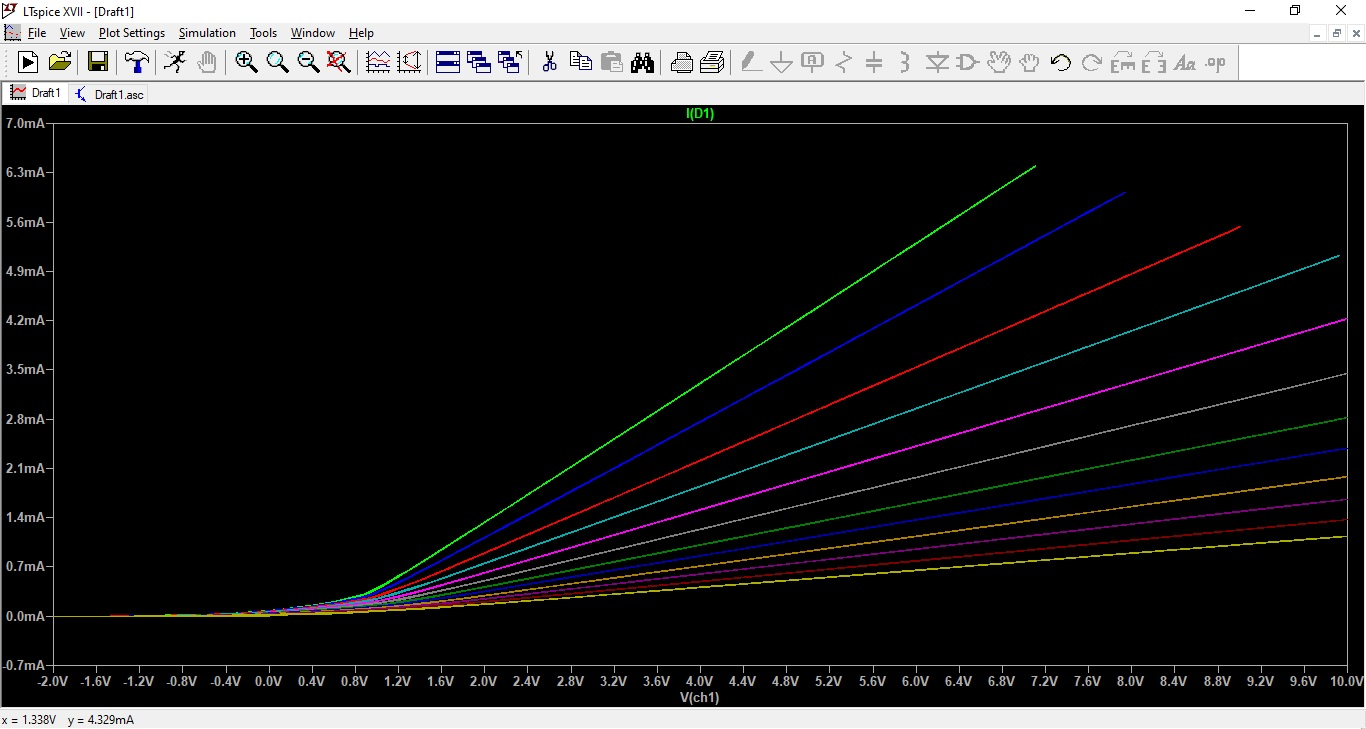 LTspice XVII - [Draft1]
File View Plot Settings Simulation Tools Window Help
Draft1 Draft1.asc
I(D1)
7.0mA
6.3mA
5.6mA
4.9mA
4.2mA
3.5mA
2.8mA
2.1mA
1.4mA
0.7mA
0.0mA
-0.7mA
-2.0V -1.6V -1.2V -0.8V -0.4V 0.0V 0.4V 0.8V 1.2V 1.6V 2.0V 2.4V 2.8V 3.2V 3.6V 4.0V 4.4V 4.8V 5.2V 5.6V 6.0V 6.4V 6.8V 7.2V 7.6V 8.0V 8.4V 8.8V 9.2V 9.6V 10.0V
V(ch1)
x = 1.338V y = 4.329mA